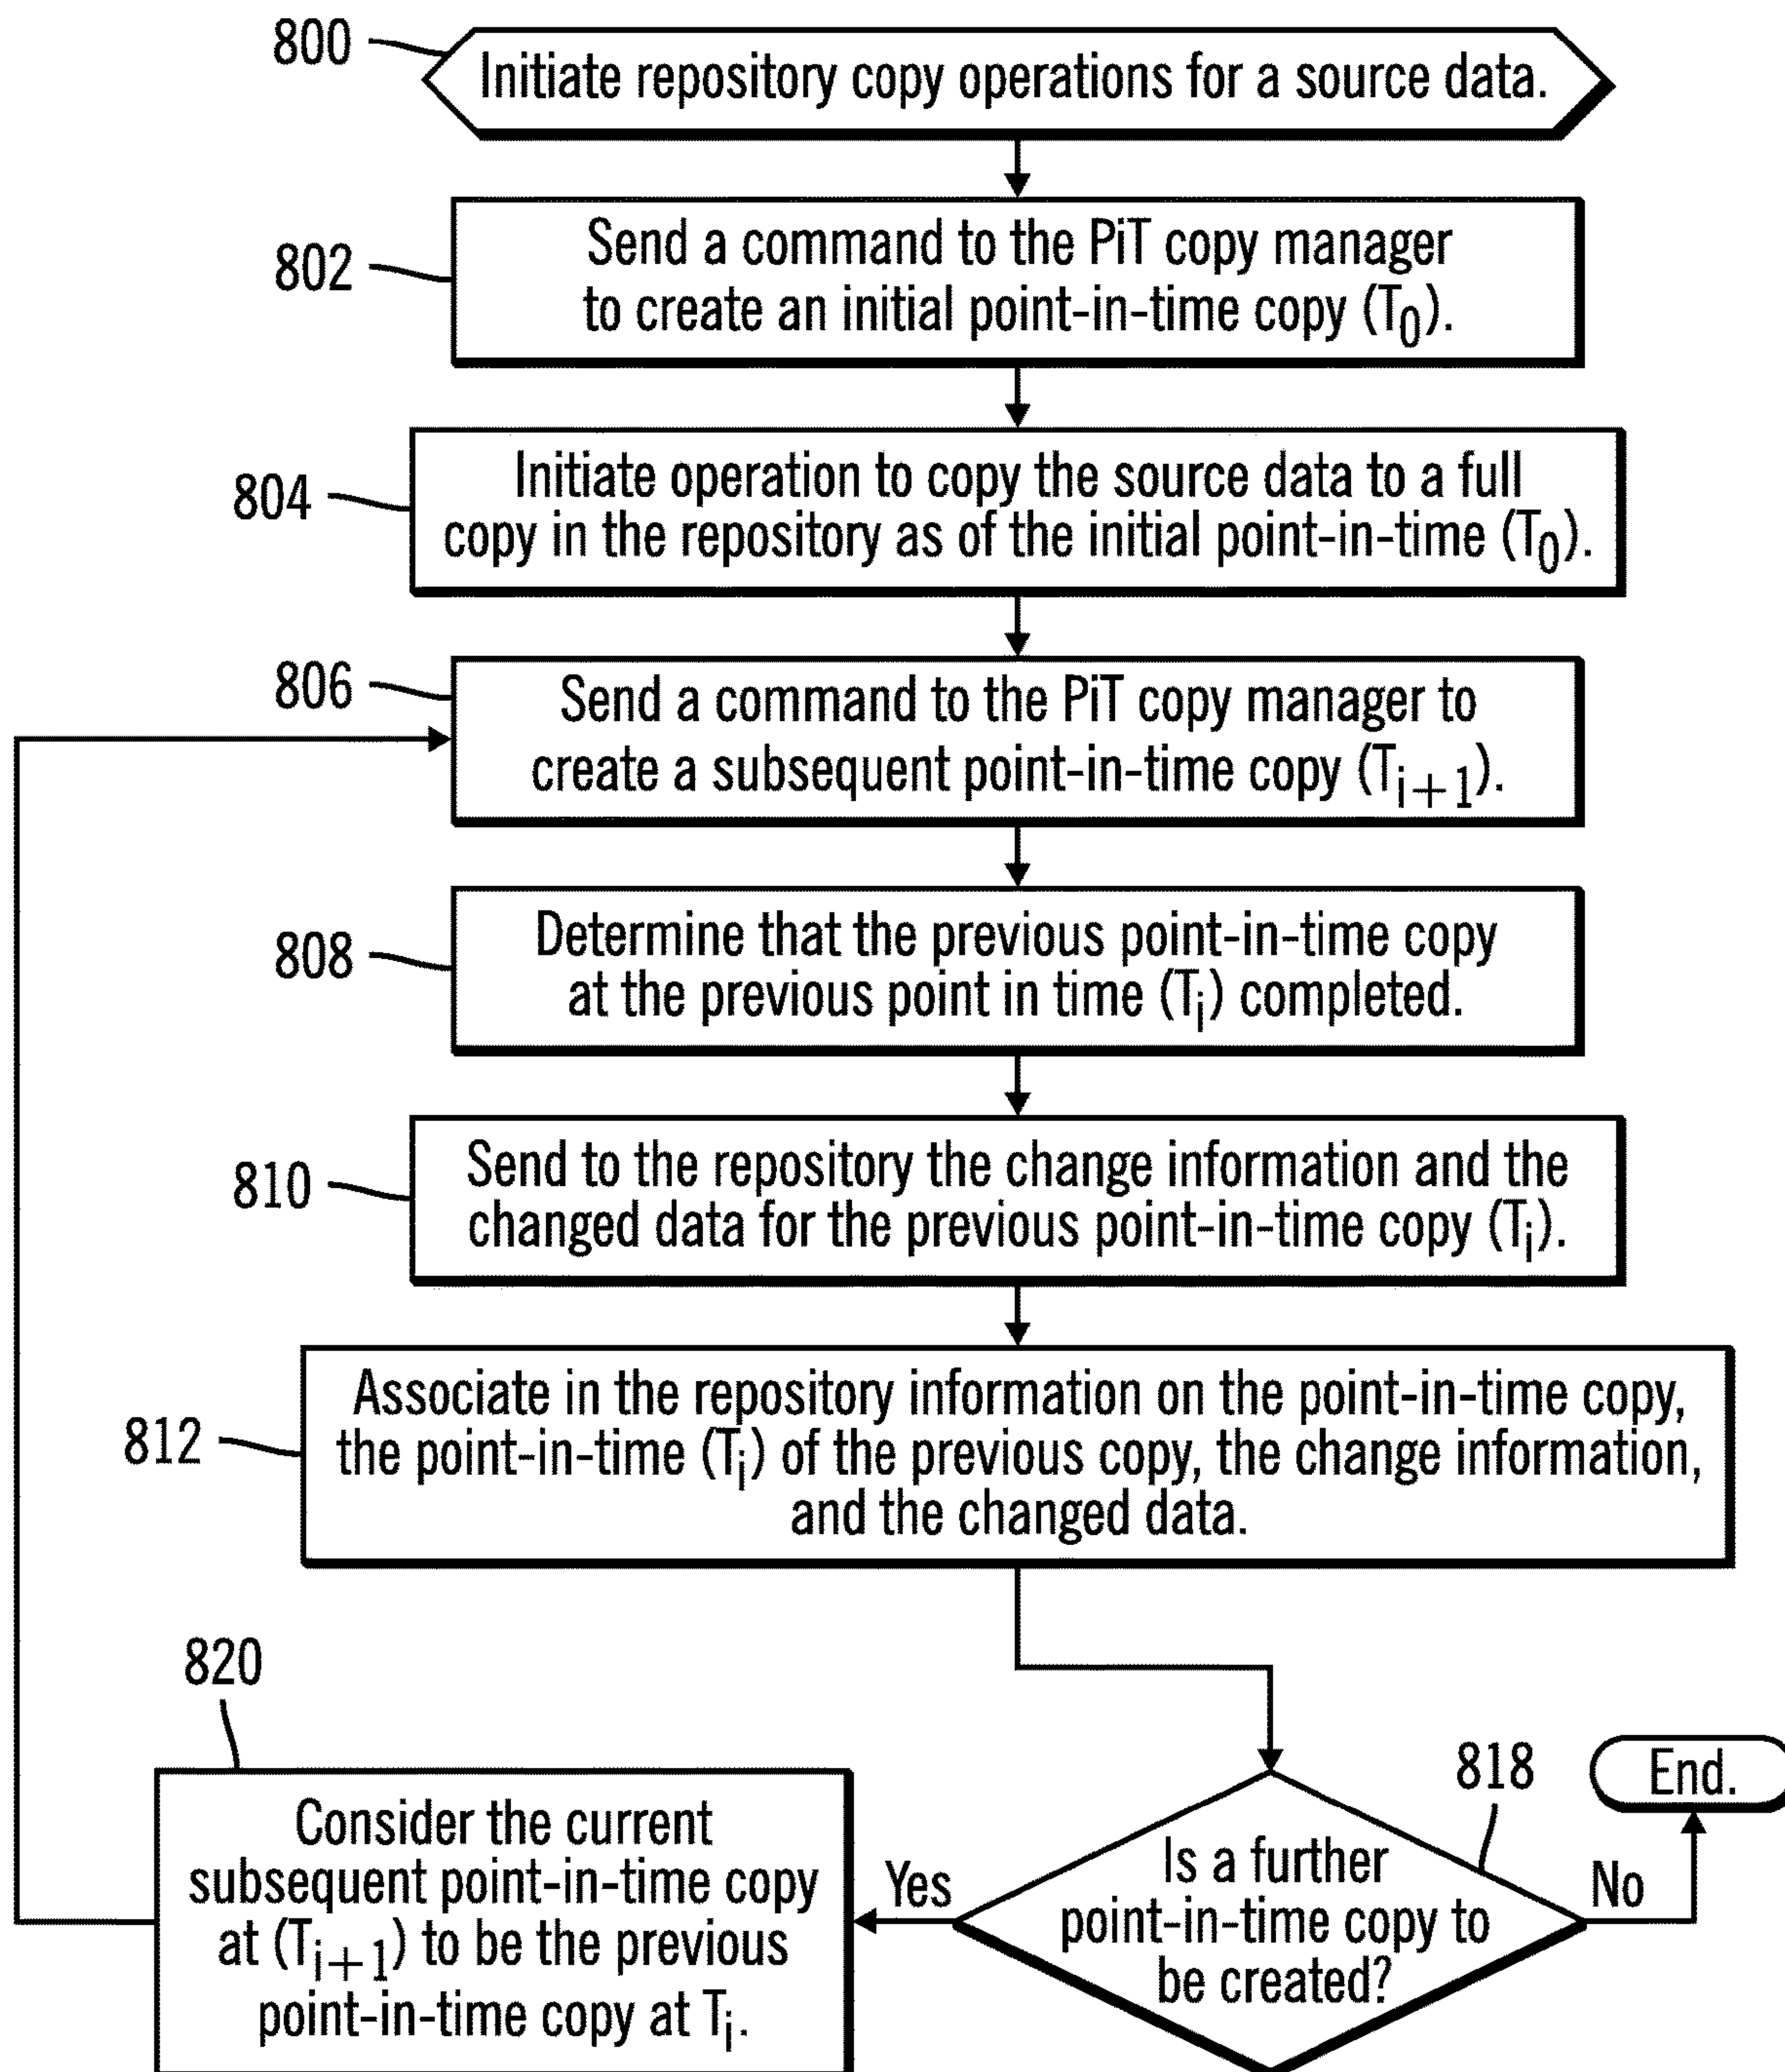 800
Initiate repository copy operations for a source data.
802
Send a command to the PiT copy manager
to create an initial point-in-time copy (T0).
804
Initiate operation to copy the source data to a full
copy in the repository as of the initial point-in-time (T0).
806
Send a command to the PiT copy manager to
create a subsequent point-in-time copy (Ti+1).
808
Determine that the previous point-in-time copy
at the previous point in time (Ti) completed.
810
Send to the repository the change information and the
changed data for the previous point-in-time copy (Ti).
812
Associate in the repository information on the point-in-time copy,
the point-in-time (Ti) of the previous copy, the change information,
and the changed data.
820
Consider the current
subsequent point-in-time copy
at (Ti+1) to be the previous
point-in-time copy at Ti.
Yes
818
Is a further
point-in-time copy to
be created?
No
End.